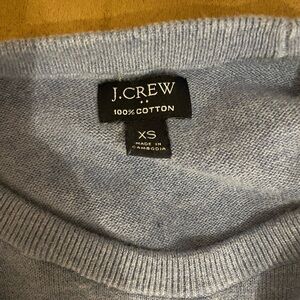 J.CREW
100% COTTON
XS
MADE IN
CAMBODIA